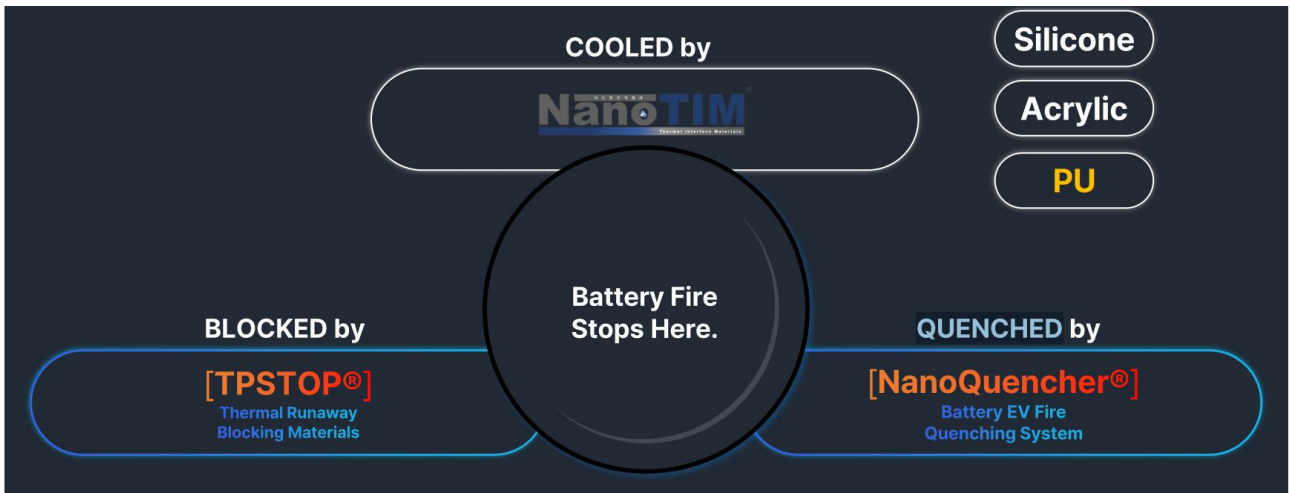 COOLED by
NanoTIM
Thermal Interface Materials
Silicone
Acrylic
PU
Battery Fire
Stops Here.
BLOCKED by
[TPSTOP®]
Thermal Runaway
Blocking Materials
QUENCHED by
[NanoQuencher®]
Battery EV Fire
Quenching System